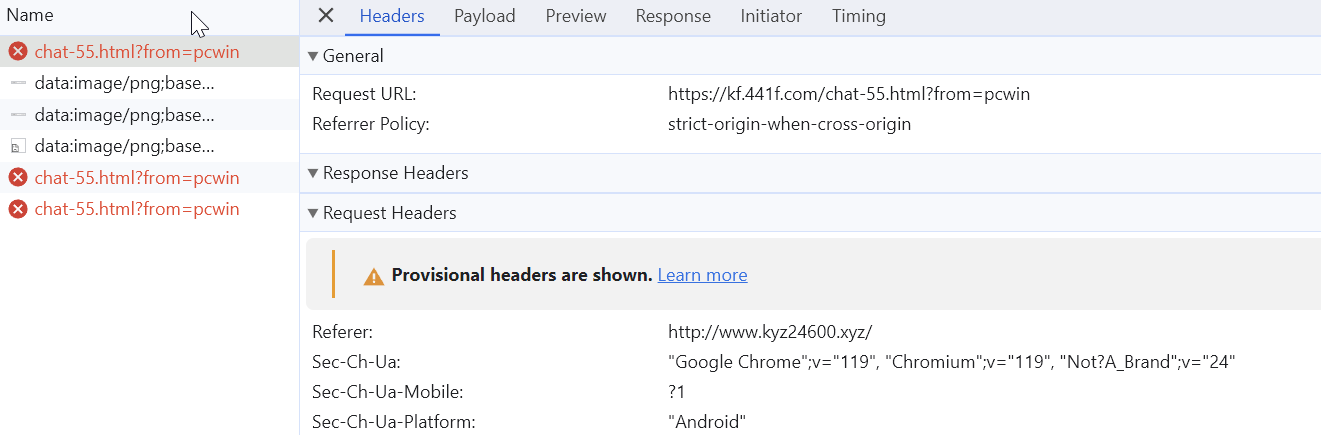 Name
chat-55.html?from=pcwin
data:image/png;base...
data:image/png;base...
data:image/png;base...
chat-55.html?from=pcwin
chat-55.html?from=pcwin
Headers Payload Preview Response Initiator Timing
General
Request URL: https://kf.441f.com/chat-55.html?from=pcwin
Referrer Policy: strict-origin-when-cross-origin
Response Headers
Request Headers
Provisional headers are shown. Learn more
Referer: http://www.kyz24600.xyz/
Sec-Ch-Ua: "Google Chrome";v="119", "Chromium";v="119", "Not?A_Brand";v="24"
Sec-Ch-Ua-Mobile: ?1
Sec-Ch-Ua-Platform: "Android"